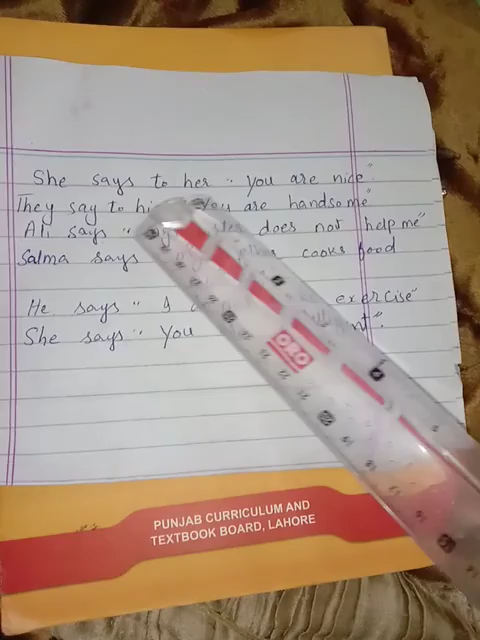 She says to her "You are nice"
They say to You are handsome"
Ali says " does not help me"
Salma says cooks food
He says " I exercise"
She says " You
ORO
PUNJAB CURRICULUM AND
TEXTBOOK BOARD, LAHORE